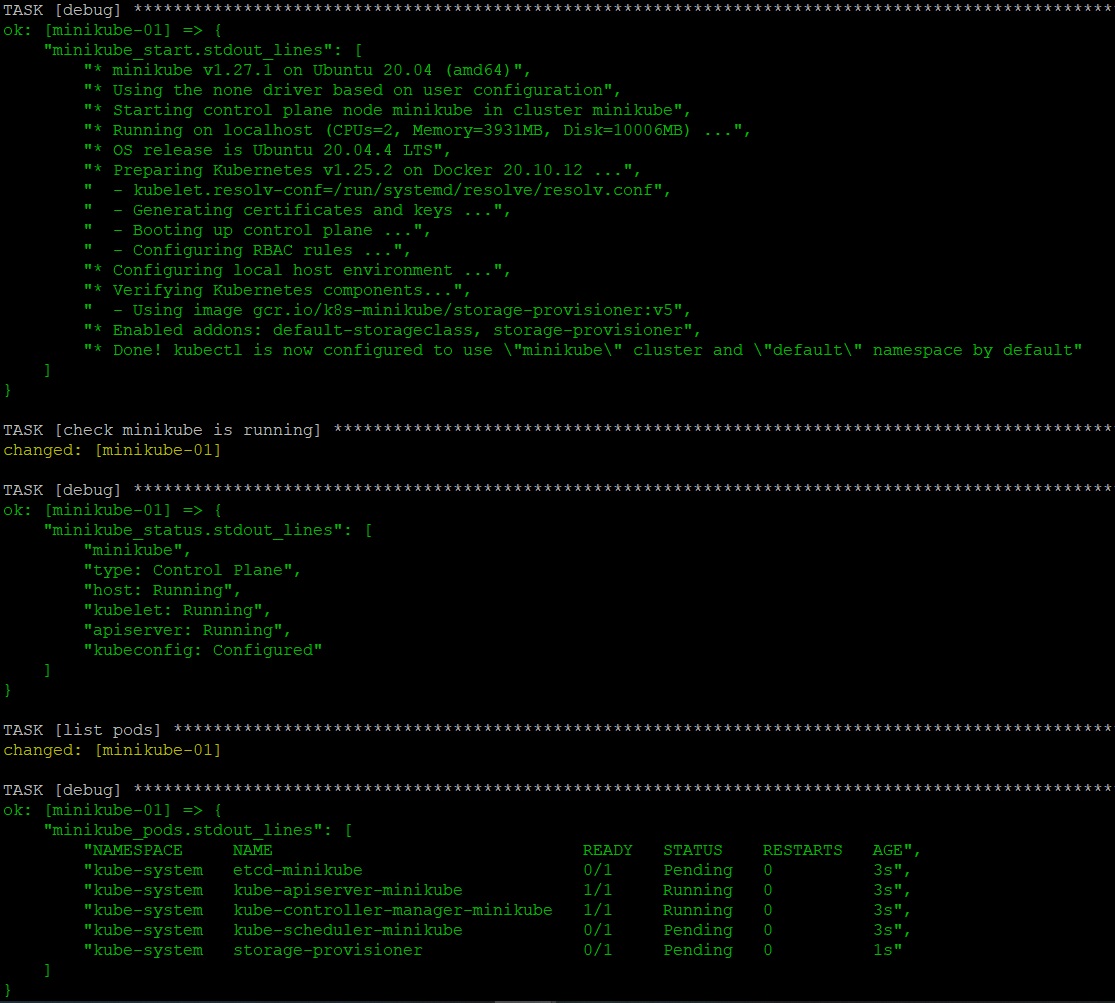 TASK [debug] **************************************************************************************************
ok: [minikube-01] => {
    "minikube_start.stdout_lines": [
        "* minikube v1.27.1 on Ubuntu 20.04 (amd64)",
        "* Using the none driver based on user configuration",
        "* Starting control plane node minikube in cluster minikube",
        "* Running on localhost (CPUs=2, Memory=3931MB, Disk=10006MB) ...",
        "* OS release is Ubuntu 20.04.4 LTS",
        "* Preparing Kubernetes v1.25.2 on Docker 20.10.12 ...",
        "  - kubelet.resolv-conf=/run/systemd/resolve/resolv.conf",
        "  - Generating certificates and keys ...",
        "  - Booting up control plane ...",
        "  - Configuring RBAC rules ...",
        "* Configuring local host environment ...",
        "* Verifying Kubernetes components...",
        "  - Using image gcr.io/k8s-minikube/storage-provisioner:v5",
        "* Enabled addons: default-storageclass, storage-provisioner",
        "* Done! kubectl is now configured to use \"minikube\" cluster and \"default\" namespace by default"
    ]
}
TASK [check minikube is running] ******************************************************************************
changed: [minikube-01]
TASK [debug] **************************************************************************************************
ok: [minikube-01] => {
    "minikube_status.stdout_lines": [
        "minikube",
        "type: Control Plane",
        "host: Running",
        "kubelet: Running",
        "apiserver: Running",
        "kubeconfig: Configured"
    ]
}
TASK [list pods] **********************************************************************************************
changed: [minikube-01]
TASK [debug] **************************************************************************************************
ok: [minikube-01] => {
    "minikube_pods.stdout_lines": [
        "NAMESPACE     NAME                               READY   STATUS    RESTARTS   AGE",
        "kube-system   etcd-minikube                      0/1     Pending   0          3s",
        "kube-system   kube-apiserver-minikube            1/1     Running   0          3s",
        "kube-system   kube-controller-manager-minikube   1/1     Running   0          3s",
        "kube-system   kube-scheduler-minikube            0/1     Pending   0          3s",
        "kube-system   storage-provisioner                0/1     Pending   0          1s"
    ]
}